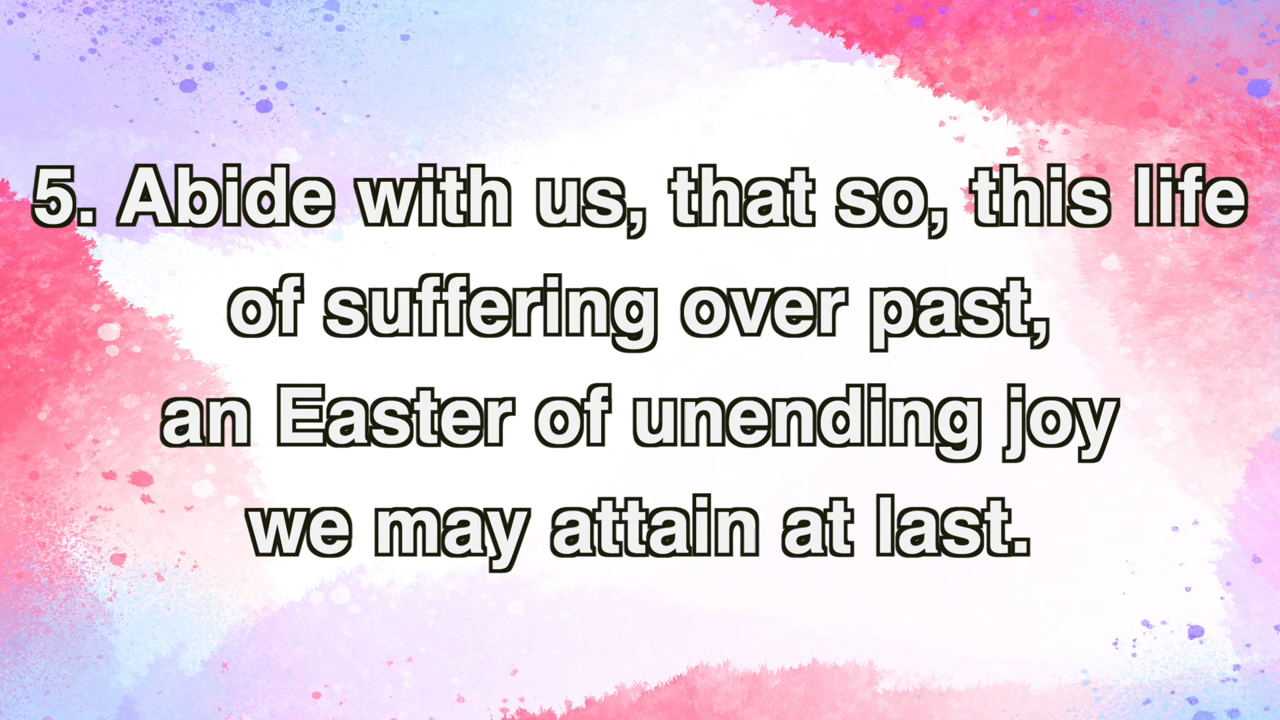 5. Abide with us, that so, this life
of suffering over past,
an Easter of unending joy
we may attain at last.